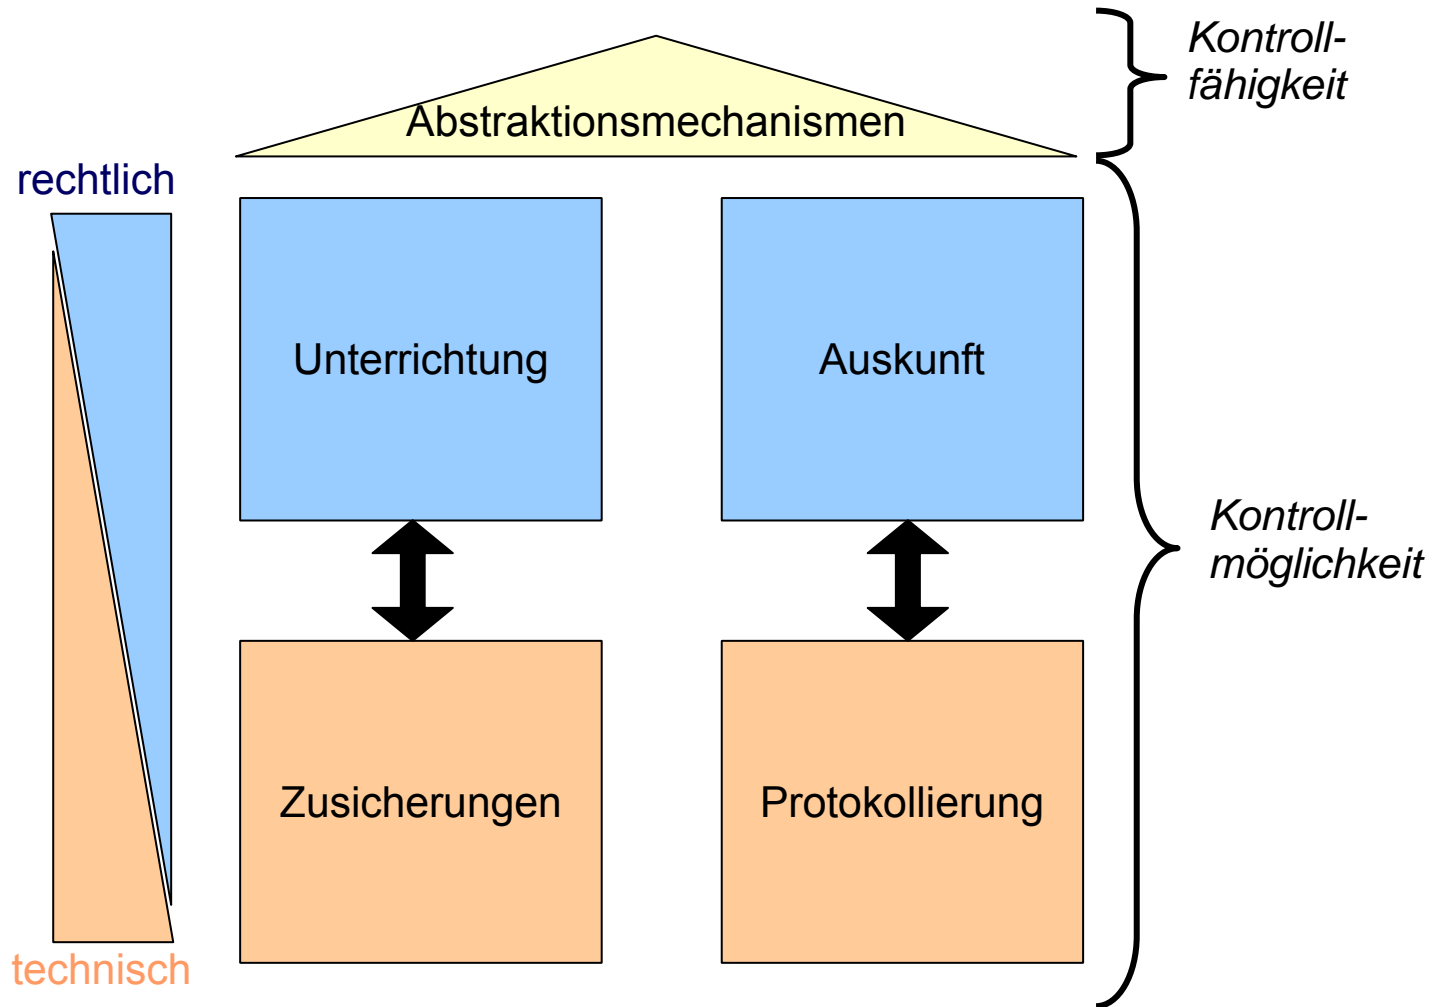 Kontroll-
fähigkeit
Abstraktionsmechanismen
rechtlich
Unterrichtung
Auskunft
Kontroll-
möglichkeit
Zusicherungen
Protokollierung
technisch